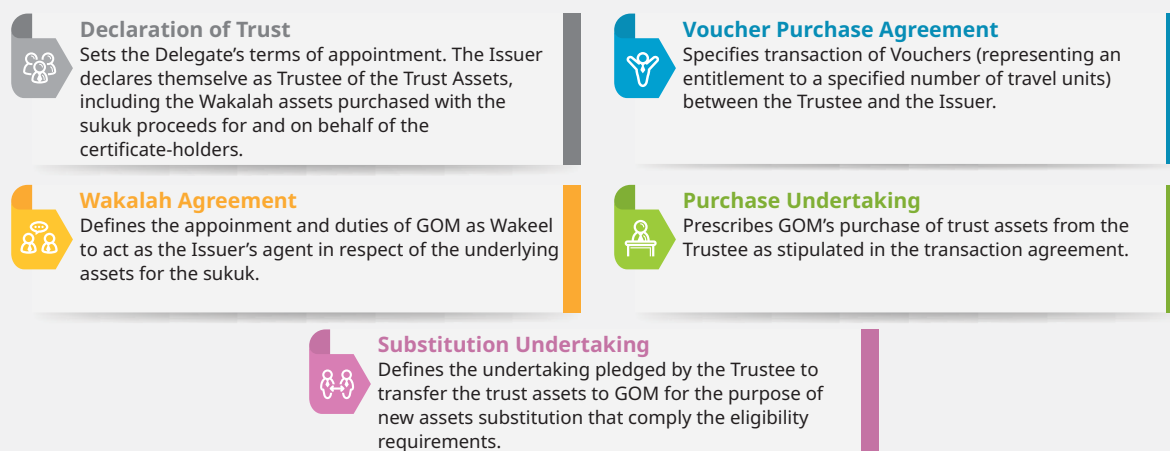 Declaration of Trust
Sets the Delegate's terms of appointment. The Issuer
declares themselve as Trustee of the Trust Assets,
including the Wakalah assets purchased with the
sukuk proceeds for and on behalf of the
certificate-holders.
Voucher Purchase Agreement
Specifies transaction of Vouchers (representing an
entitlement to a specified number of travel units)
between the Trustee and the Issuer.
Wakalah Agreement
Defines the appoinment and duties of GOM as Wakeel
to act as the Issuer's agent in respect of the underlying
assets for the sukuk.
Purchase Undertaking
Prescribes GOM's purchase of trust assets from the
Trustee as stipulated in the transaction agreement.
Substitution Undertaking
Defines the undertaking pledged by the Trustee to
transfer the trust assets to GOM for the purpose of
new assets substitution that comply the eligibility
requirements.